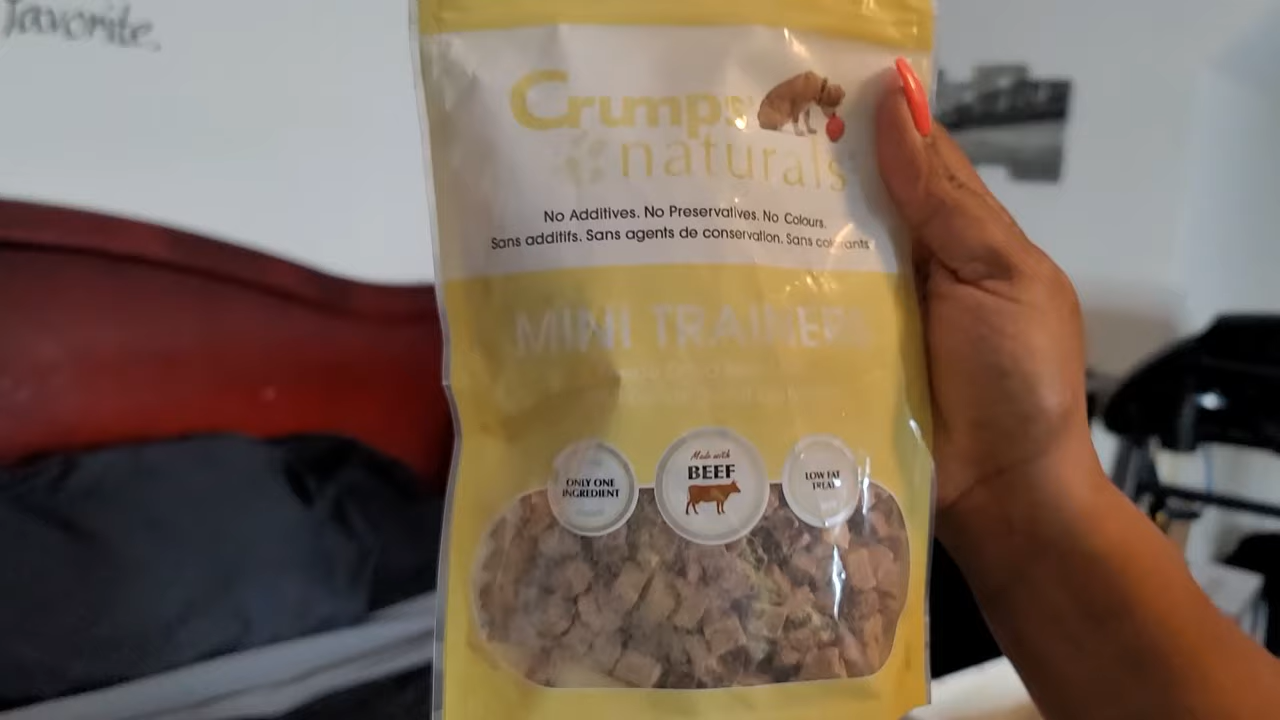 favorite.
Crumps'
naturals
No Additives. No Preservatives. No Colours.
Sans additifs. Sans agents de conservation. Sans colorants
MINI TRAINERS
ONLY ONE
INGREDIENT
Made with
BEEF
LOW FAT
TREAT